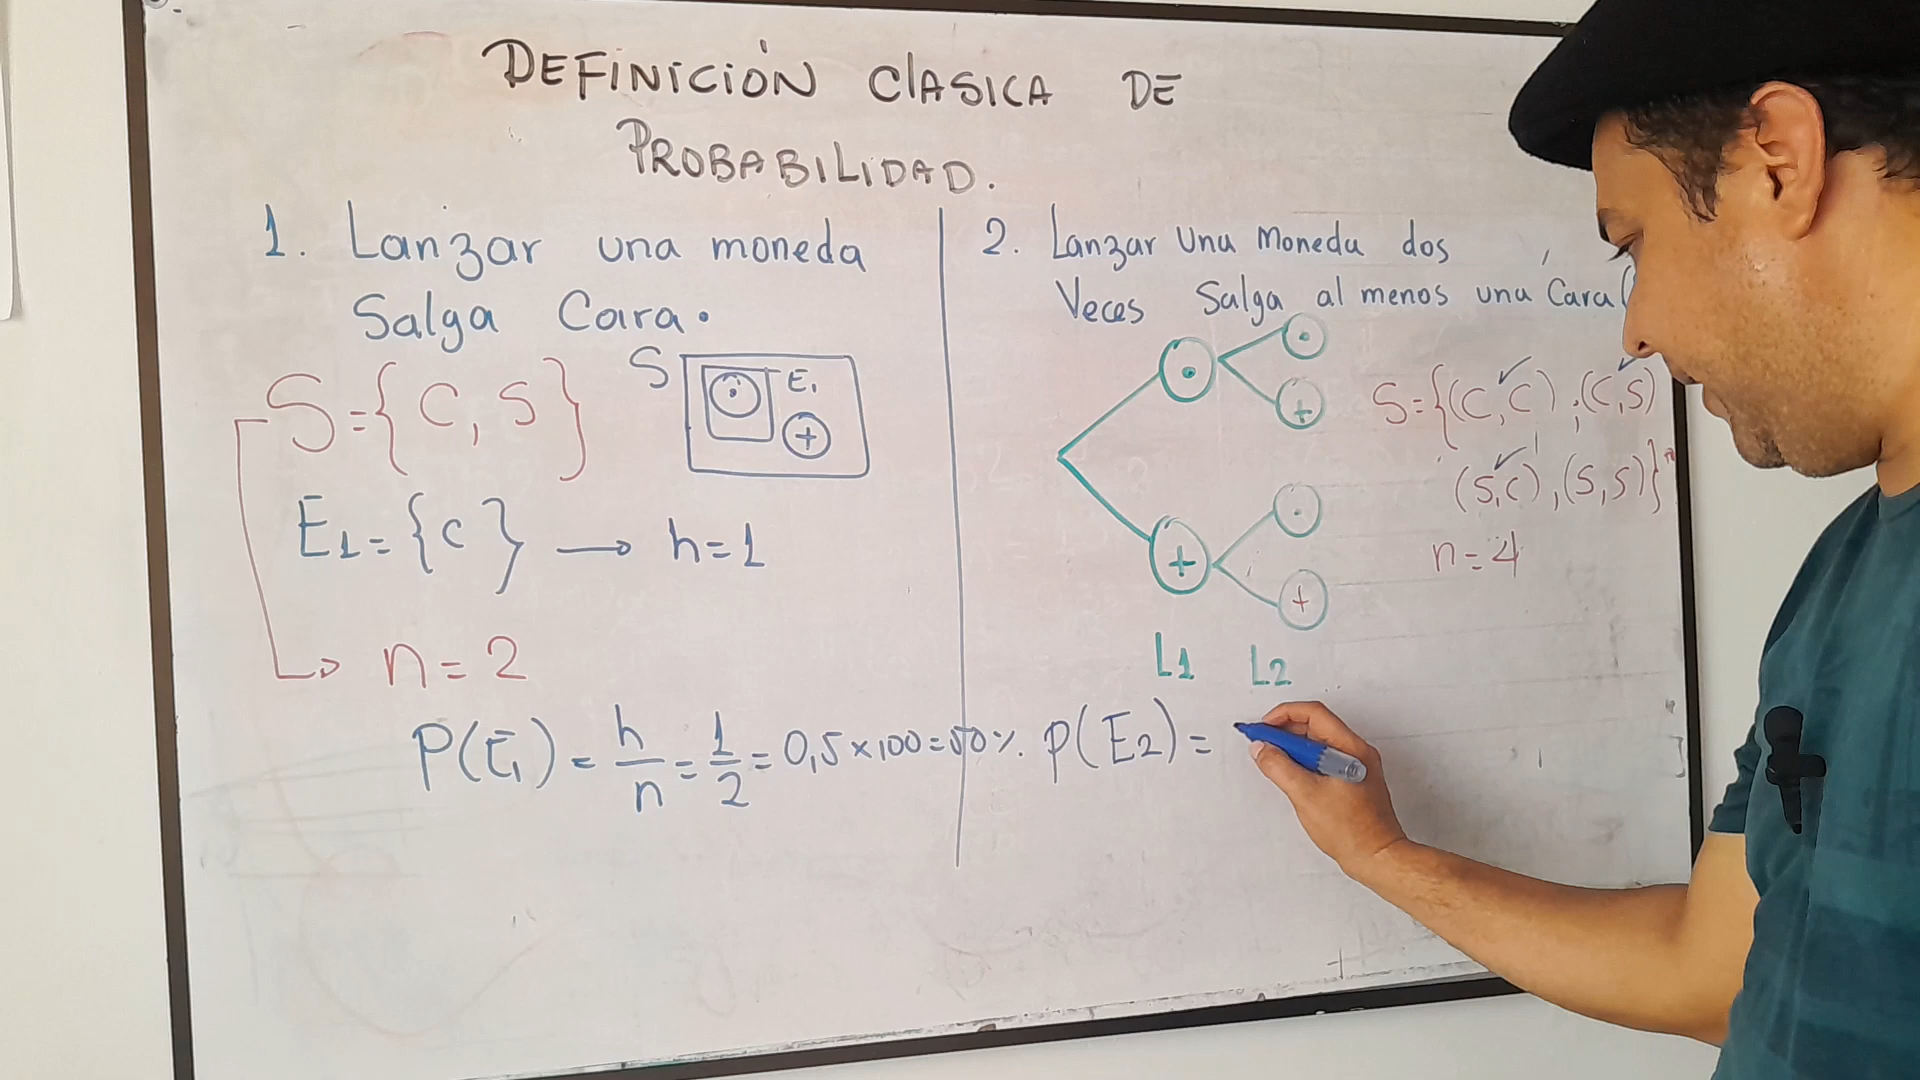 DEFINICIÓN CLASICA DE
PROBABILIDAD.
1. Lanzar una moneda
Salga Cara.
S={C, S}
S
E₁
+
E1={C} → h=1
n=2
P(E₁) = h/n = 1/2 = 0,5×100=50%.
2. Lanzar una Moneda dos
Veces Salga al menos una Cara
+
+
+
L1 L2
S={(C,C),(C,S)
(S,C),(S,S)}
n=4
P(E2)=